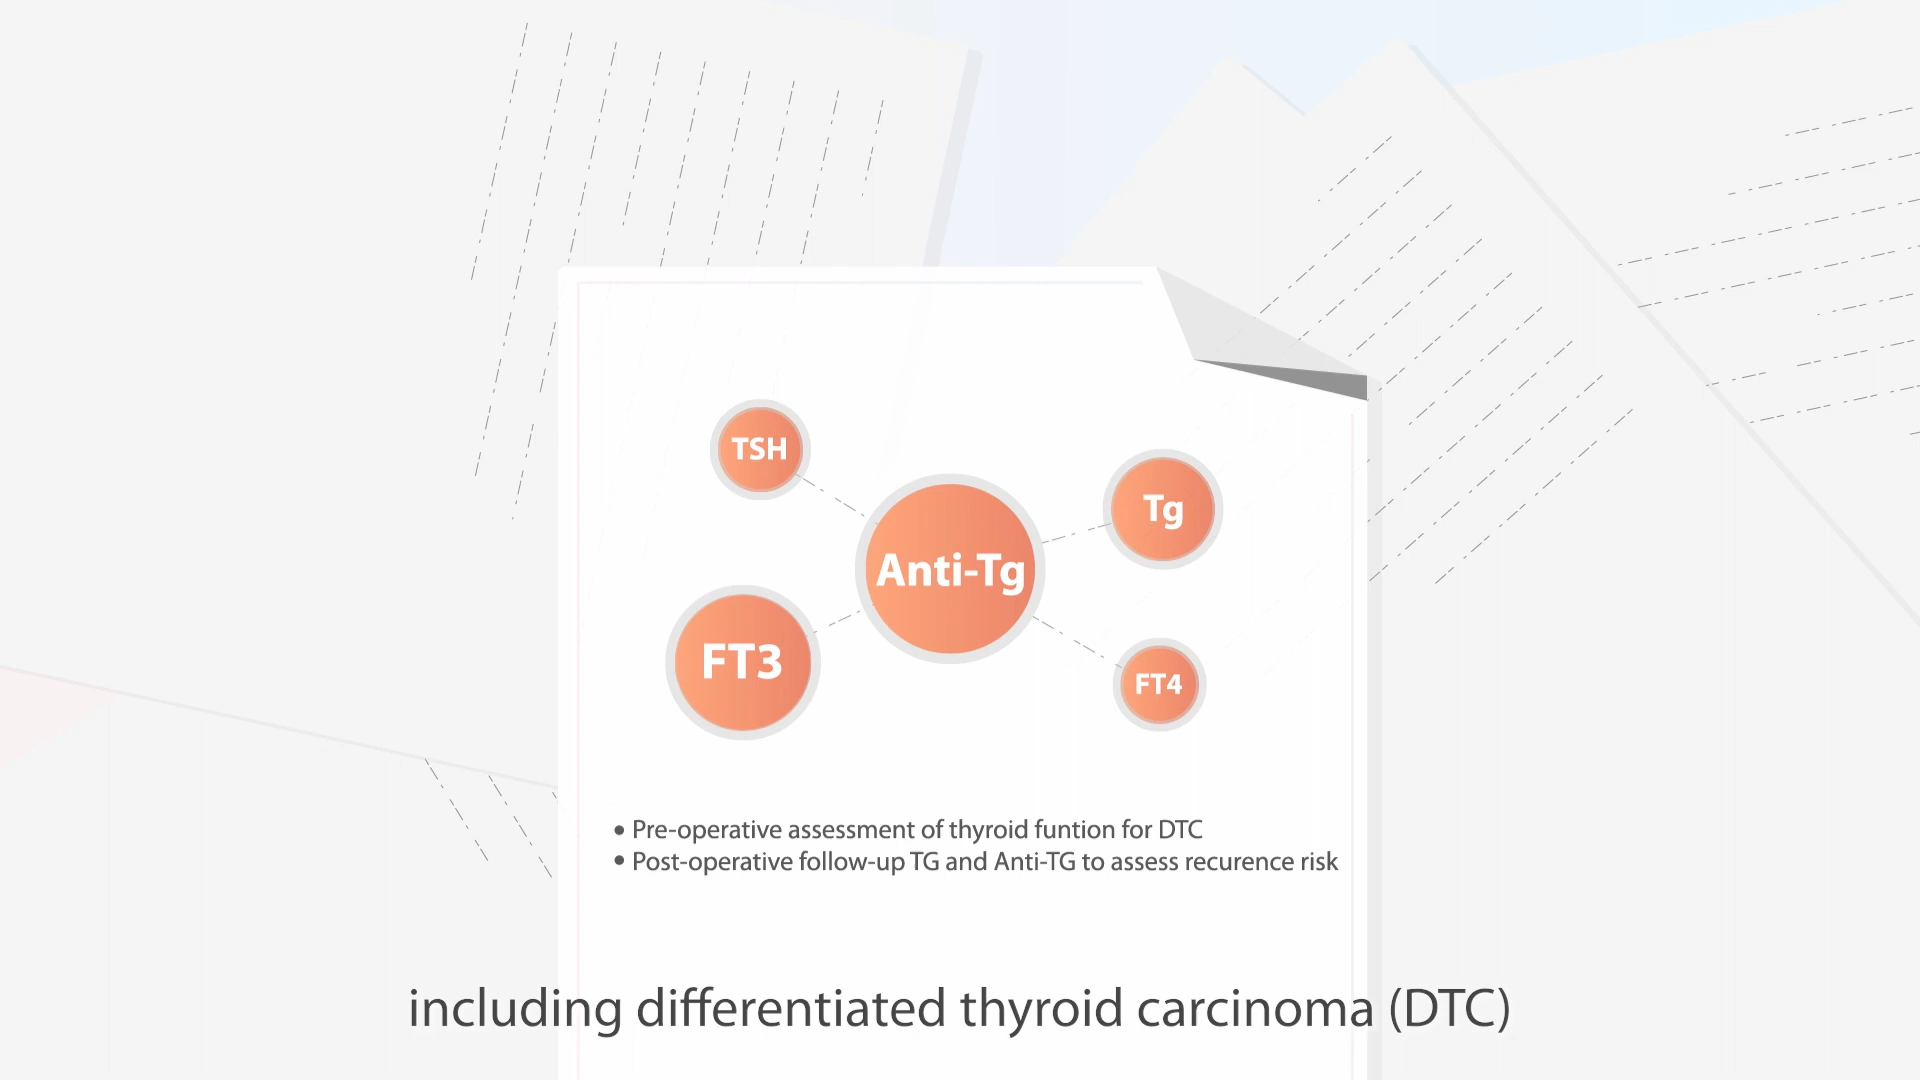 TSH
Tg
Anti-Tg
FT3
FT4
• Pre-operative assessment of thyroid funtion for DTC
• Post-operative follow-up TG and Anti-TG to assess recurence risk
including differentiated thyroid carcinoma (DTC)